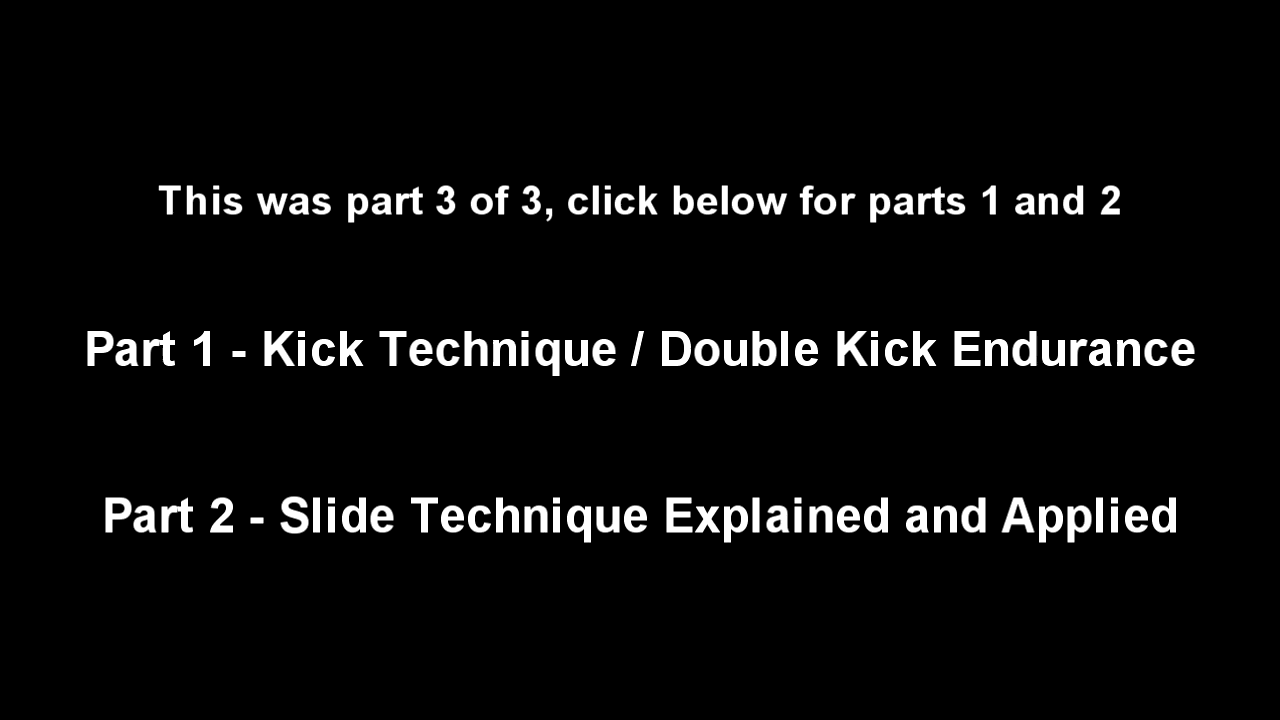 This was part 3 of 3, click below for parts 1 and 2
Part 1 - Kick Technique / Double Kick Endurance
Part 2 - Slide Technique Explained and Applied